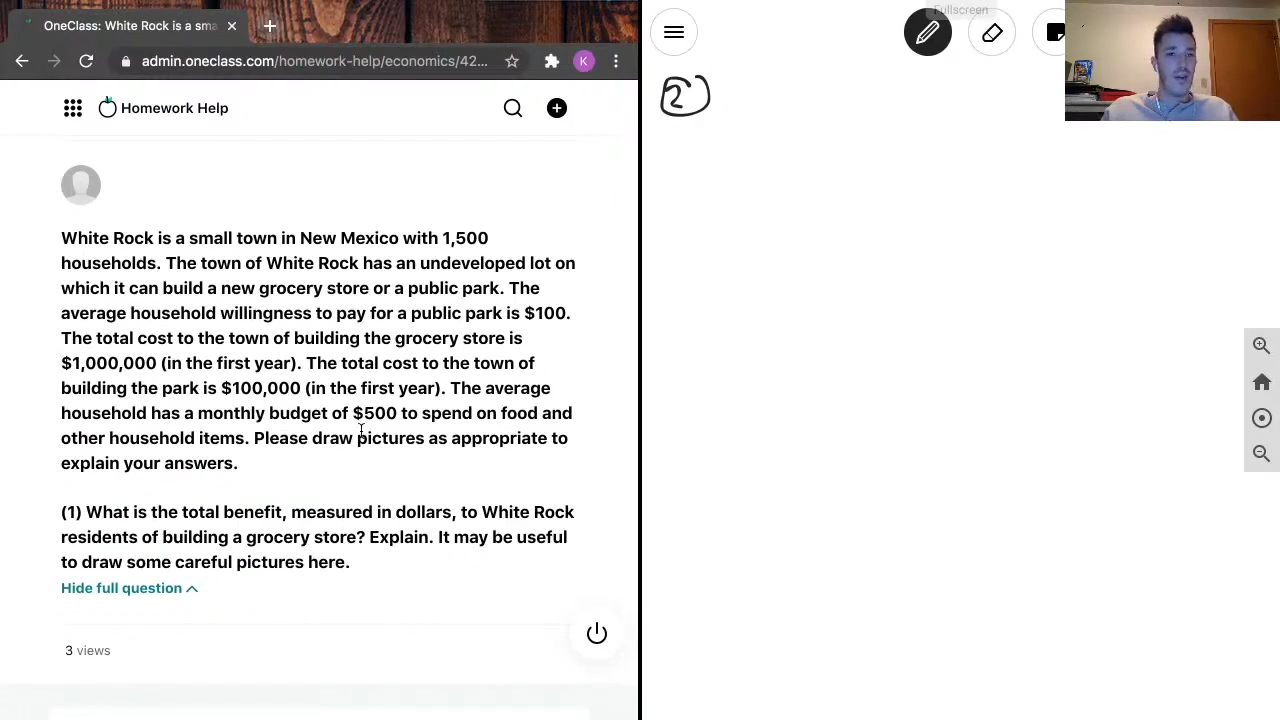 OneClass: White Rock is a sma
Fullscreen
admin.oneclass.com/homework-help/economics/42...
K
2
Homework Help
White Rock is a small town in New Mexico with 1,500
households. The town of White Rock has an undeveloped lot on
which it can build a new grocery store or a public park. The
average household willingness to pay for a public park is $100.
The total cost to the town of building the grocery store is
$1,000,000 (in the first year). The total cost to the town of
building the park is $100,000 (in the first year). The average
household has a monthly budget of $500 to spend on food and
other household items. Please draw pictures as appropriate to
explain your answers.
(1) What is the total benefit, measured in dollars, to White Rock
residents of building a grocery store? Explain. It may be useful
to draw some careful pictures here.
Hide full question
3 views